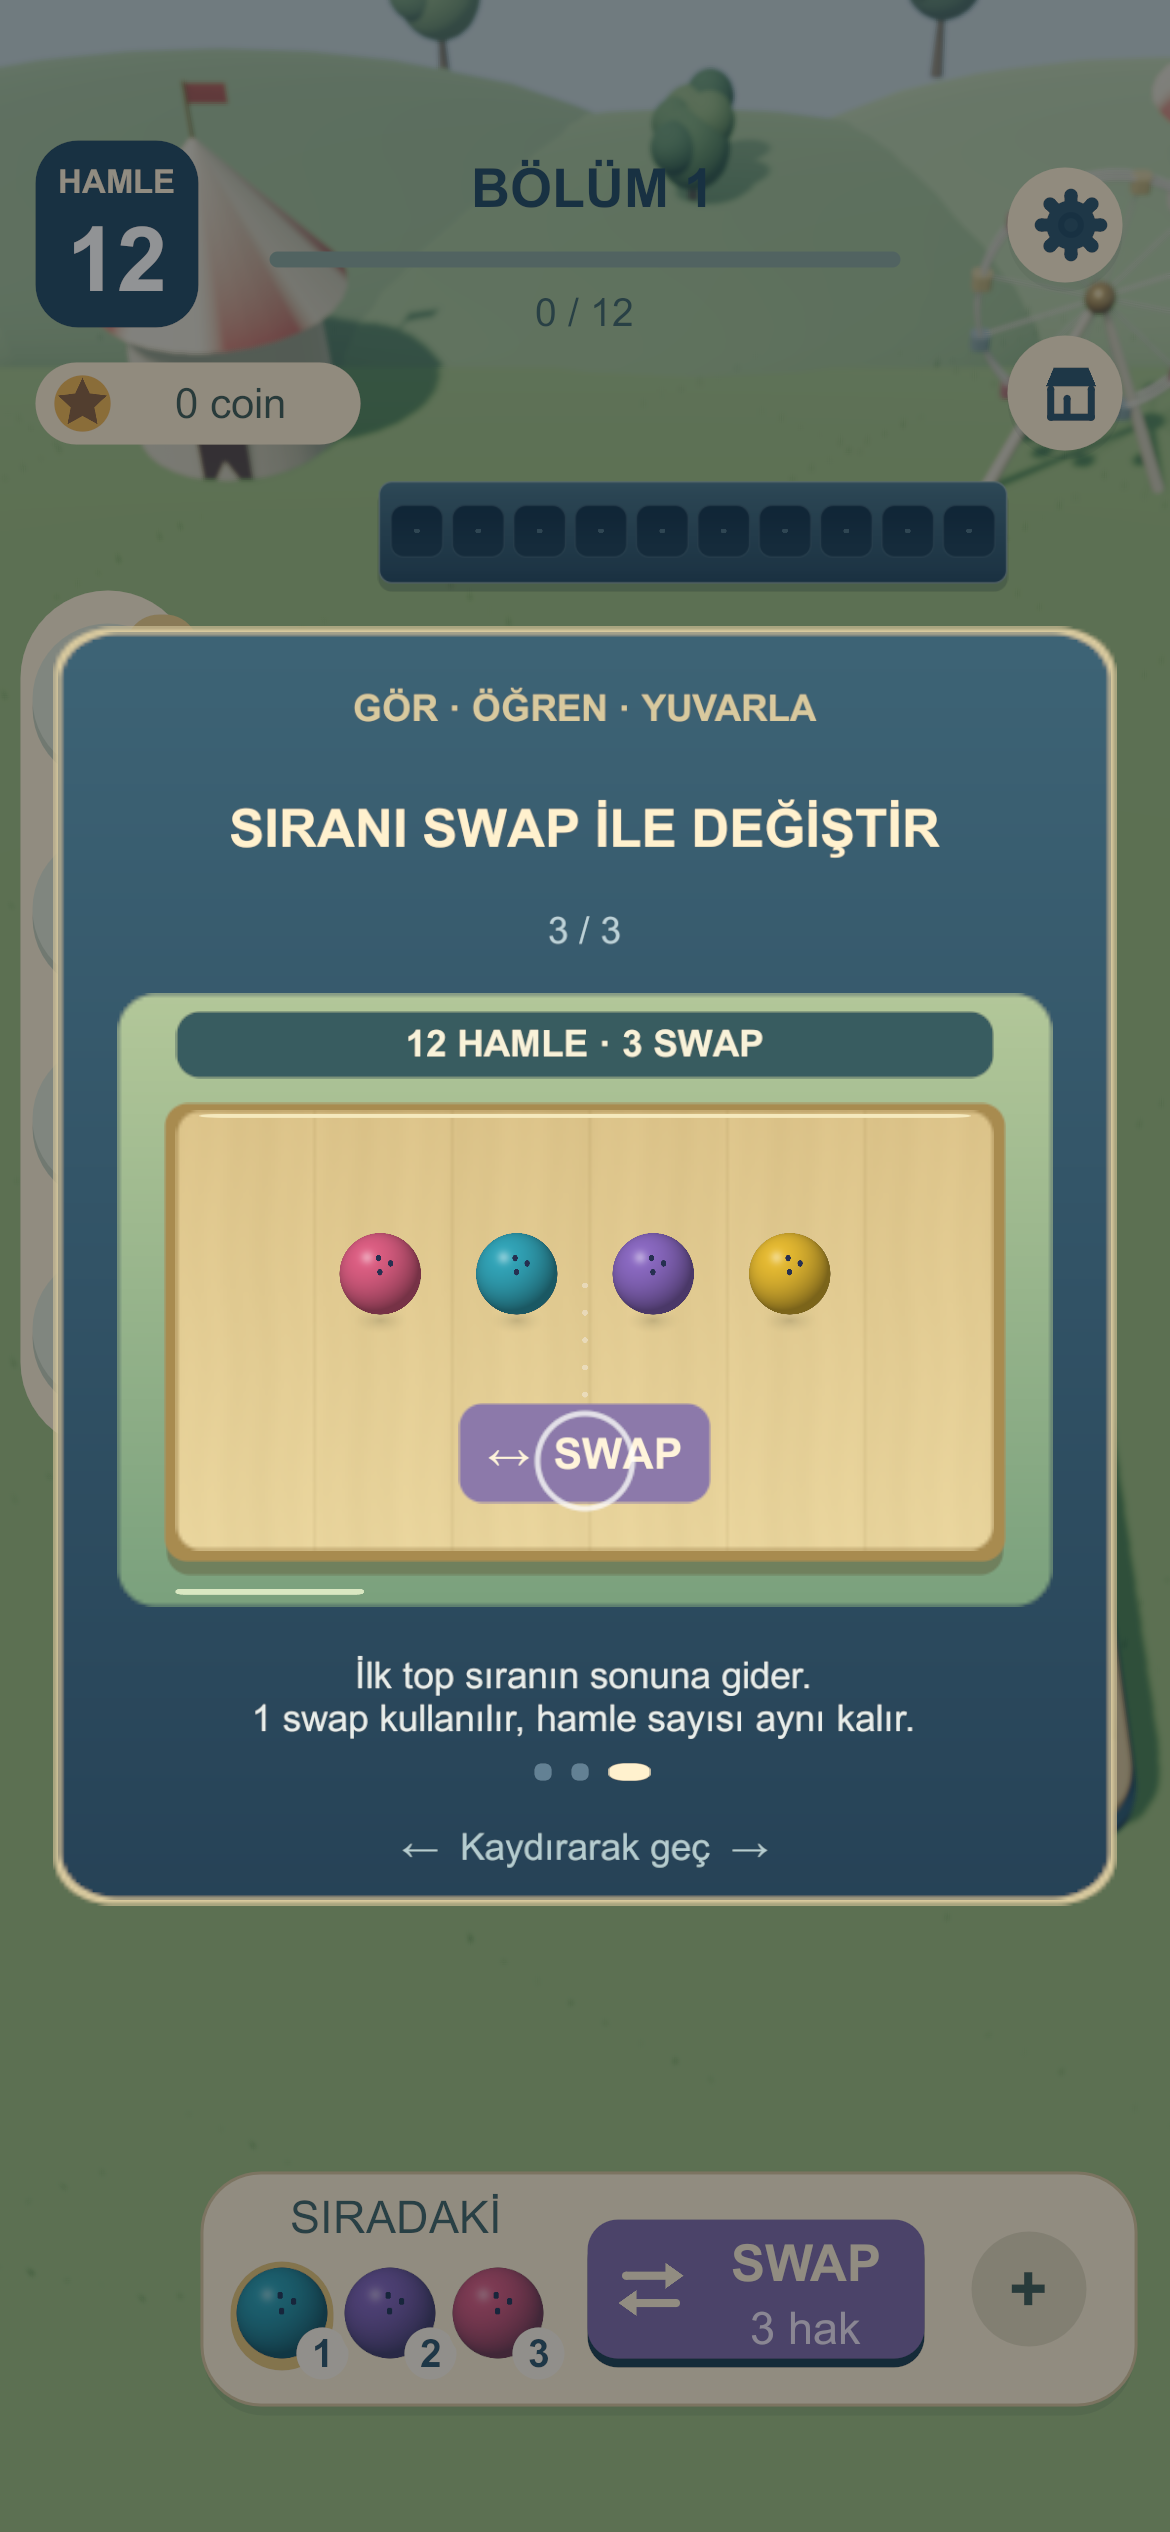 HAMLE
12
BÖLÜM 1
0 / 12
0 coin
GÖR · ÖĞREN · YUVARLA
SIRANI SWAP İLE DEĞİŞTİR
3 / 3
12 HAMLE · 3 SWAP
↔ SWAP
İlk top sıranın sonuna gider.
1 swap kullanılır, hamle sayısı aynı kalır.
← Kaydırarak geç →
SIRADAKİ
1 2 3
SWAP
3 hak
+